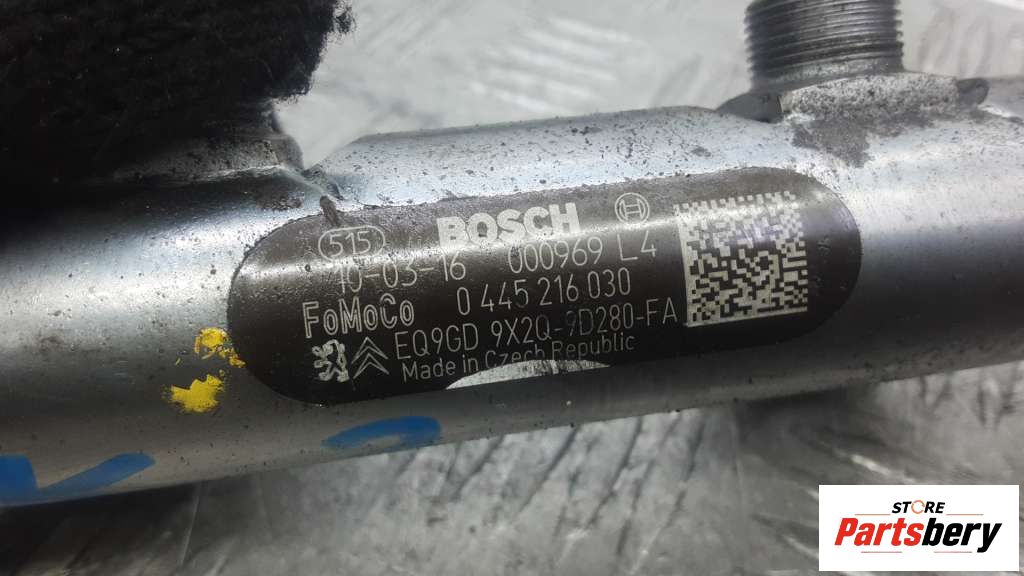 BOSCH
515
10-03-16 000969 L4
FoMoCo 0 445 216 030
EQ9GD 9X2Q-9D280-FA
Made in Czech Republic
STORE
Partsbery